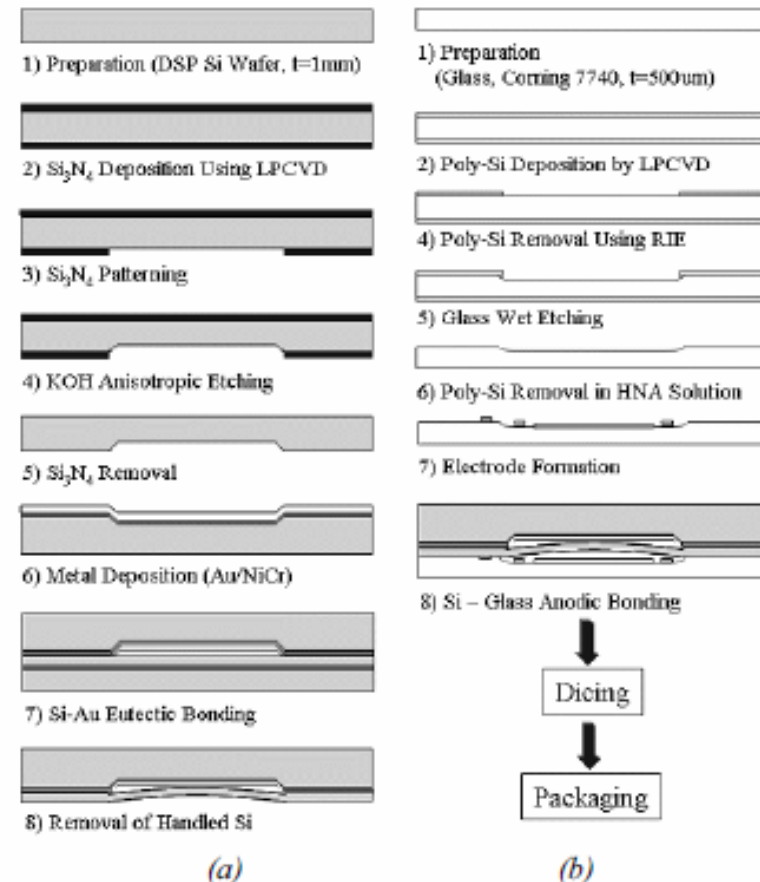 1) Preparation (DSP Si Wafer, t=1mm)
2) Si₃N₄ Deposition Using LPCVD
3) Si₃N₄ Patterning
4) KOH Anisotropic Etching
5) Si₃N₄ Removal
6) Metal Deposition (Au/NiCr)
7) Si-Au Eutectic Bonding
8) Removal of Handled Si
(a)
1) Preparation
(Glass, Corning 7740, t=500um)
2) Poly-Si Deposition by LPCVD
4) Poly-Si Removal Using RIE
5) Glass Wet Etching
6) Poly-Si Removal in HNA Solution
7) Electrode Formation
8) Si – Glass Anodic Bonding
Dicing
Packaging
(b)